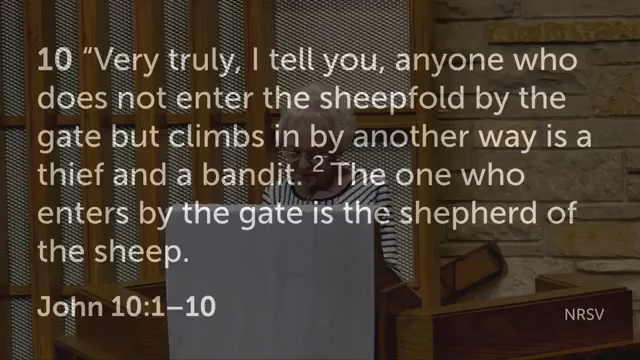 10 “Very truly, I tell you, anyone who
does not enter the sheepfold by the
gate but climbs in by another way is a
thief and a bandit. ² The one who
enters by the gate is the shepherd of
the sheep.
John 10:1–10
NRSV